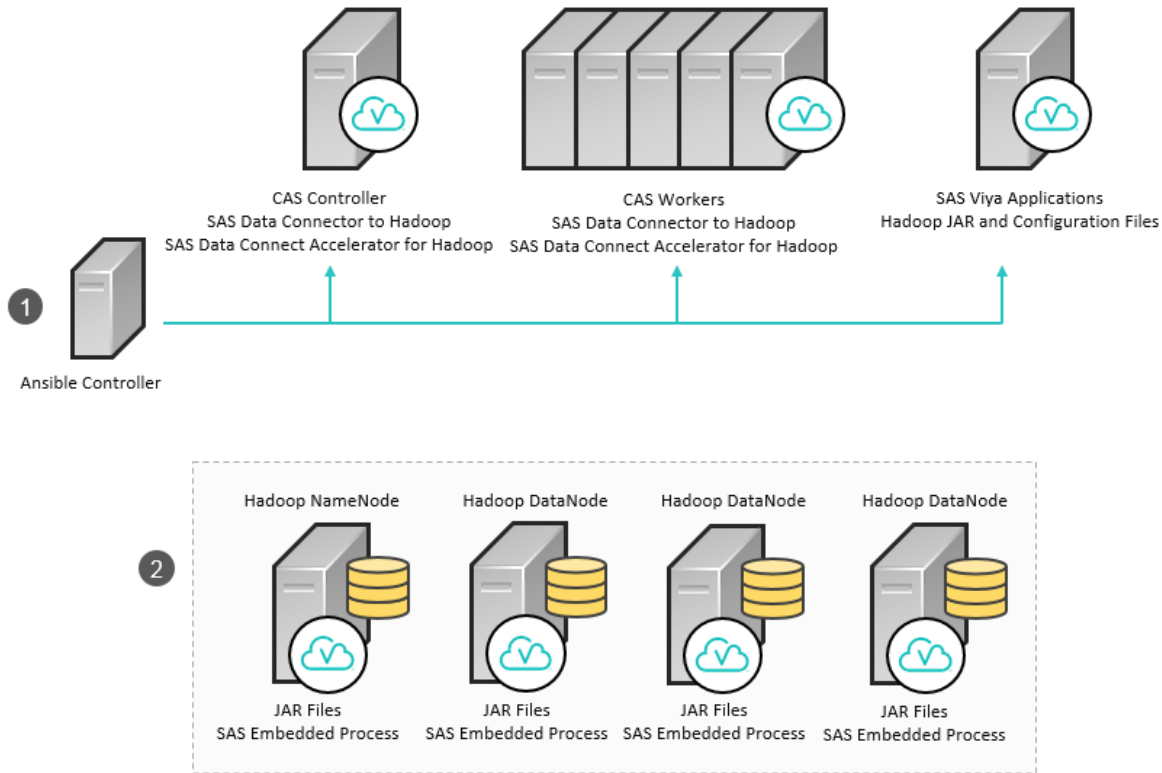 CAS Controller
SAS Data Connector to Hadoop
SAS Data Connect Accelerator for Hadoop
CAS Workers
SAS Data Connector to Hadoop
SAS Data Connect Accelerator for Hadoop
SAS Viya Applications
Hadoop JAR and Configuration Files
1
Ansible Controller
2
Hadoop NameNode
Hadoop DataNode
Hadoop DataNode
Hadoop DataNode
JAR Files
SAS Embedded Process
JAR Files
SAS Embedded Process
JAR Files
SAS Embedded Process
JAR Files
SAS Embedded Process